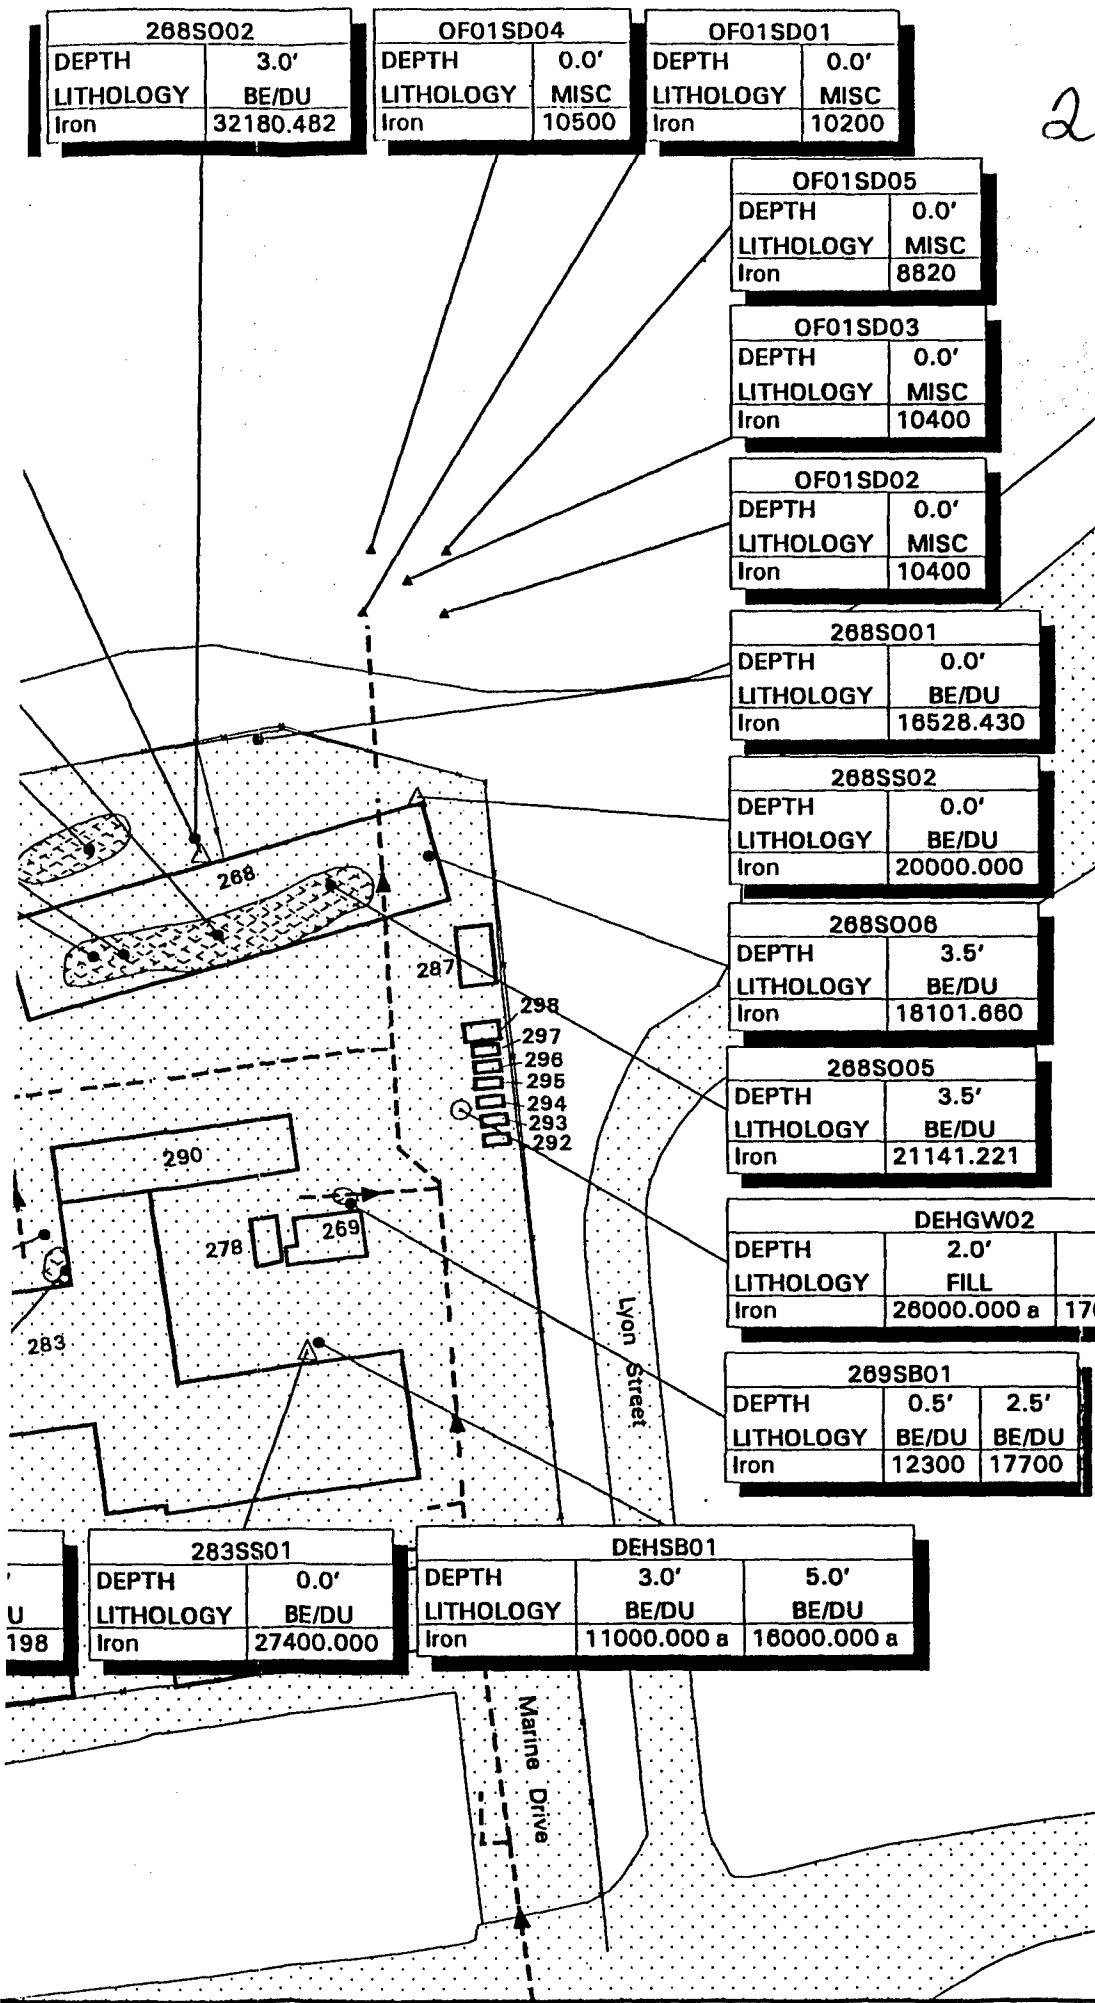 268SO02
DEPTH 3.0'
LITHOLOGY BE/DU
Iron 32180.482
OF01SD04
DEPTH 0.0'
LITHOLOGY MISC
Iron 10500
OF01SD01
DEPTH 0.0'
LITHOLOGY MISC
Iron 10200
2
OF01SD05
DEPTH 0.0'
LITHOLOGY MISC
Iron 8820
OF01SD03
DEPTH 0.0'
LITHOLOGY MISC
Iron 10400
OF01SD02
DEPTH 0.0'
LITHOLOGY MISC
Iron 10400
268SO01
DEPTH 0.0'
LITHOLOGY BE/DU
Iron 16528.430
268SS02
DEPTH 0.0'
LITHOLOGY BE/DU
Iron 20000.000
268SO06
DEPTH 3.5'
LITHOLOGY BE/DU
Iron 18101.660
268SO05
DEPTH 3.5'
LITHOLOGY BE/DU
Iron 21141.221
DEHGW02
DEPTH 2.0'
LITHOLOGY FILL
Iron 26000.000 a 170
269SB01
DEPTH 0.5' 2.5'
LITHOLOGY BE/DU BE/DU
Iron 12300 17700
268
287
298
297
296
295
294
293
292
290
278
269
283
Lyon Street
U
198
283SS01
DEPTH 0.0'
LITHOLOGY BE/DU
Iron 27400.000
DEHSB01
DEPTH 3.0' 5.0'
LITHOLOGY BE/DU BE/DU
Iron 11000.000 a 16000.000 a
Marine Drive